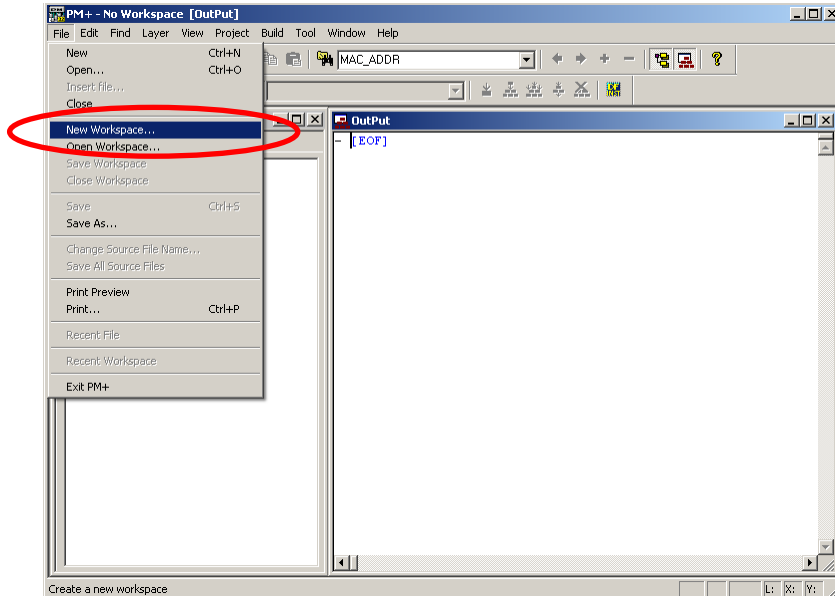 PM+ - No Workspace [OutPut]
File Edit Find Layer View Project Build Tool Window Help
New Ctrl+N
Open... Ctrl+O
MAC_ADDR
Insert file...
Close
New Workspace...
Open Workspace...
Save Workspace
Close Workspace
Save Ctrl+S
Save As...
Change Source File Name...
Save All Source Files
Print Preview
Print... Ctrl+P
Recent File
Recent Workspace
Exit PM+
OutPut
[EOF]
Create a new workspace
L: X: Y: